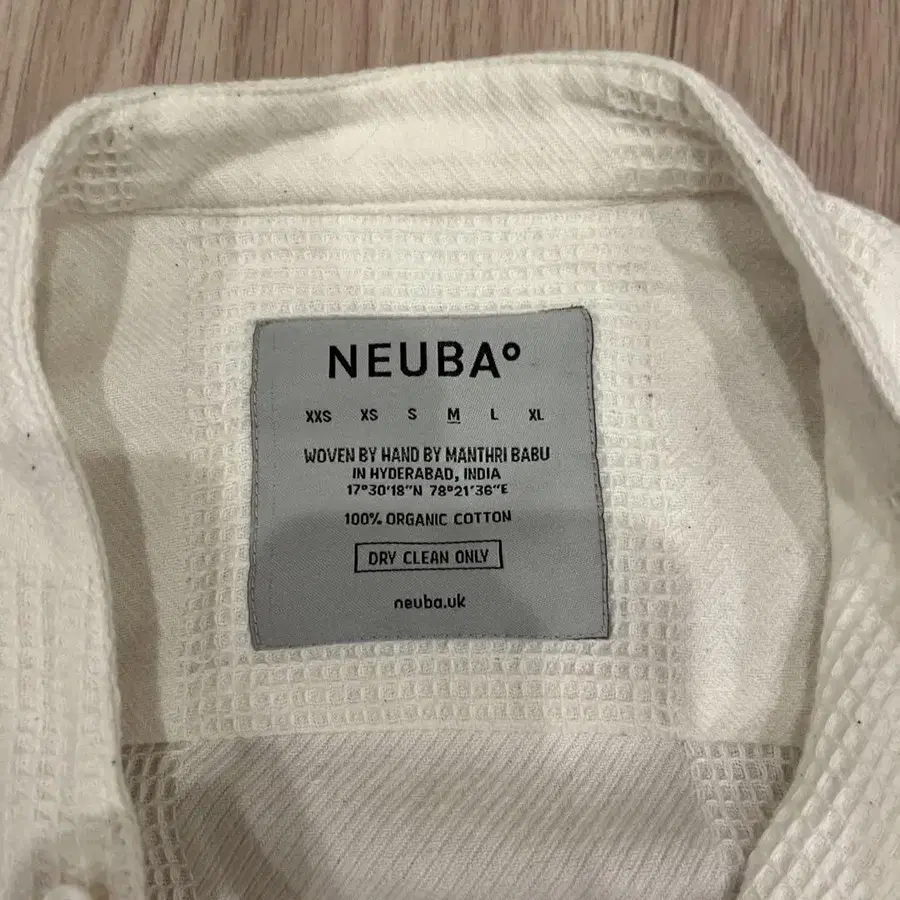 NEUBA°
XXS XS S M L XL
WOVEN BY HAND BY MANTHRI BABU
IN HYDERABAD, INDIA
17°30'18"N 78°21'36"E
100% ORGANIC COTTON
DRY CLEAN ONLY
neuba.uk